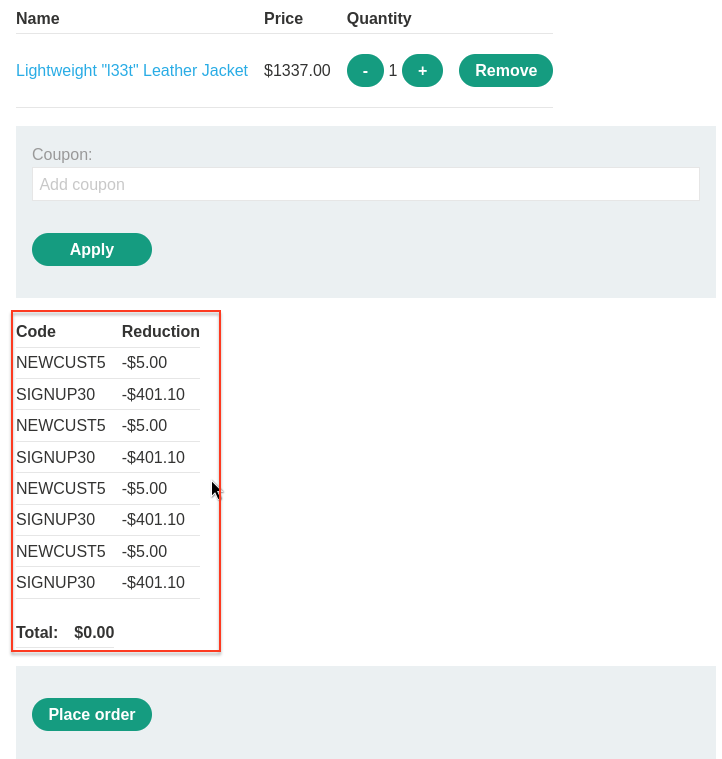 Name Price Quantity
Lightweight "l33t" Leather Jacket $1337.00 - 1 + Remove
Coupon:
Add coupon
Apply
Code Reduction
NEWCUST5 -$5.00
SIGNUP30 -$401.10
NEWCUST5 -$5.00
SIGNUP30 -$401.10
NEWCUST5 -$5.00
SIGNUP30 -$401.10
NEWCUST5 -$5.00
SIGNUP30 -$401.10
Total: $0.00
Place order